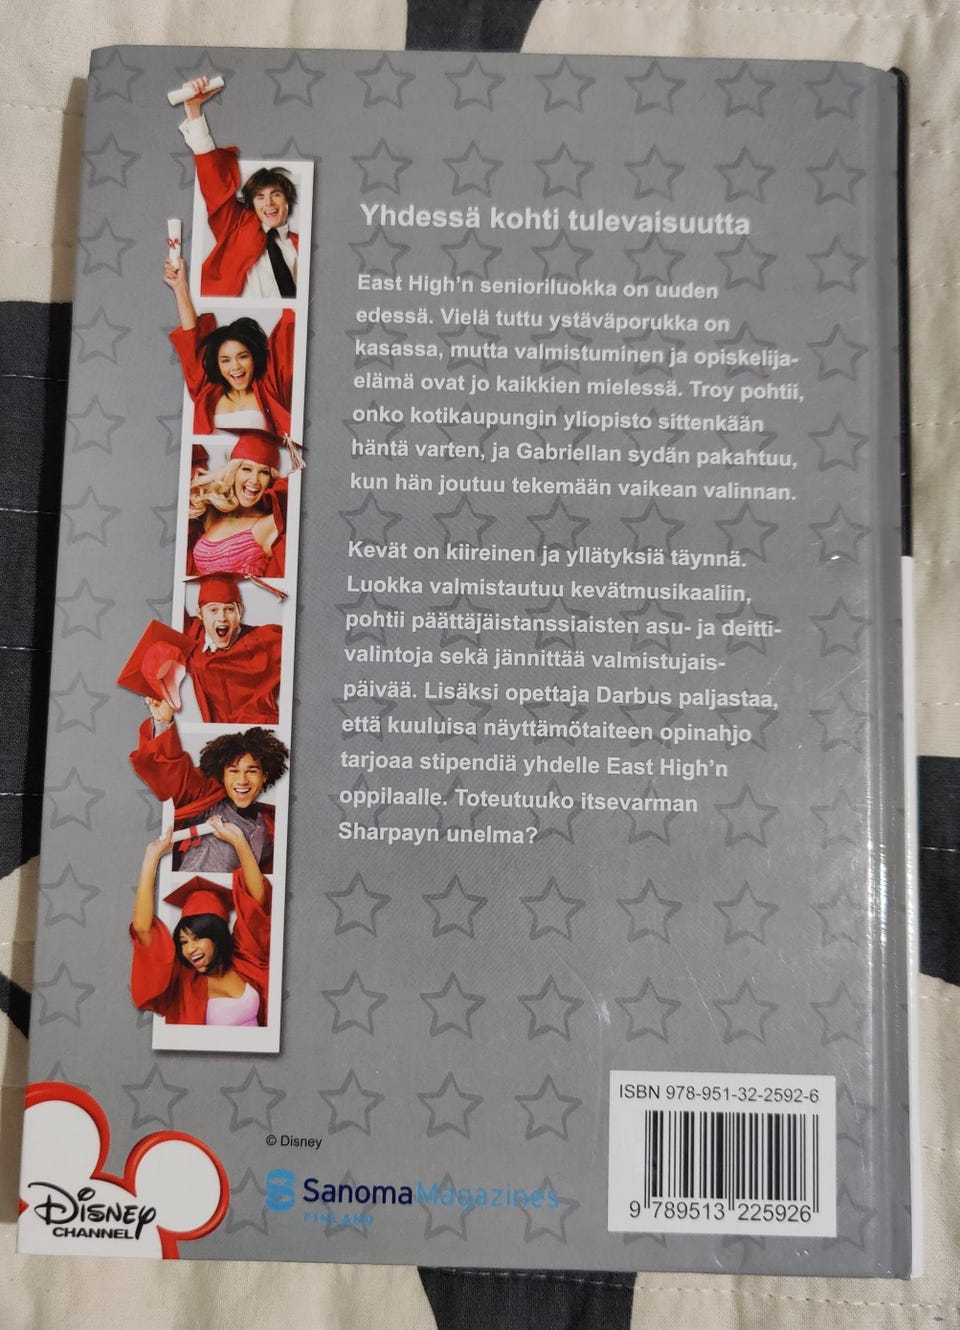 Yhdessä kohti tulevaisuutta
East High'n senioriluokka on uuden
edessä. Vielä tuttu ystäväporukka on
kasassa, mutta valmistuminen ja opiskelija-
elämä ovat jo kaikkien mielessä. Troy pohtii,
onko kotikaupungin yliopisto sittenkään
häntä varten, ja Gabriellan sydän pakahtuu,
kun hän joutuu tekemään vaikean valinnan.
Kevät on kiireinen ja yllätyksiä täynnä.
Luokka valmistautuu kevätmusikaaliin,
pohtii päättäjäistanssiaisten asu- ja deitti-
valintoja sekä jännittää valmistujais-
päivää. Lisäksi opettaja Darbus paljastaa,
että kuuluisa näyttämötaiteen opinahjo
tarjoaa stipendiä yhdelle East High'n
oppilaalle. Toteutuuko itsevarman
Sharpayn unelma?
ISBN 978-951-32-2592-6
9 789513 225926
© Disney
SanomaMagazines
FINLAND
Disney
CHANNEL